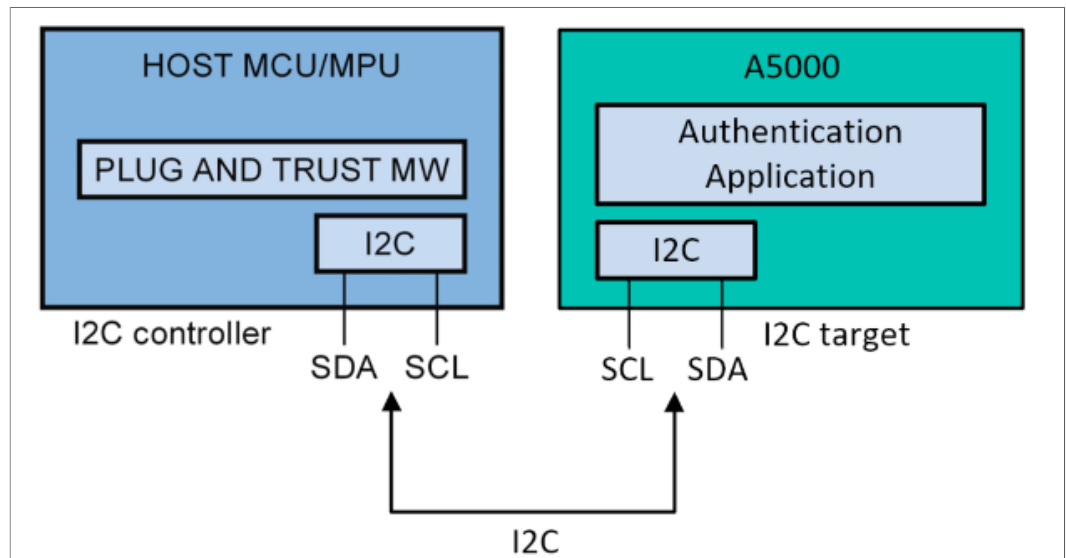 HOST MCU/MPU
PLUG AND TRUST MW
I2C
I2C controller
SDA SCL
A5000
Authentication
Application
I2C
I2C target
SCL SDA
I2C